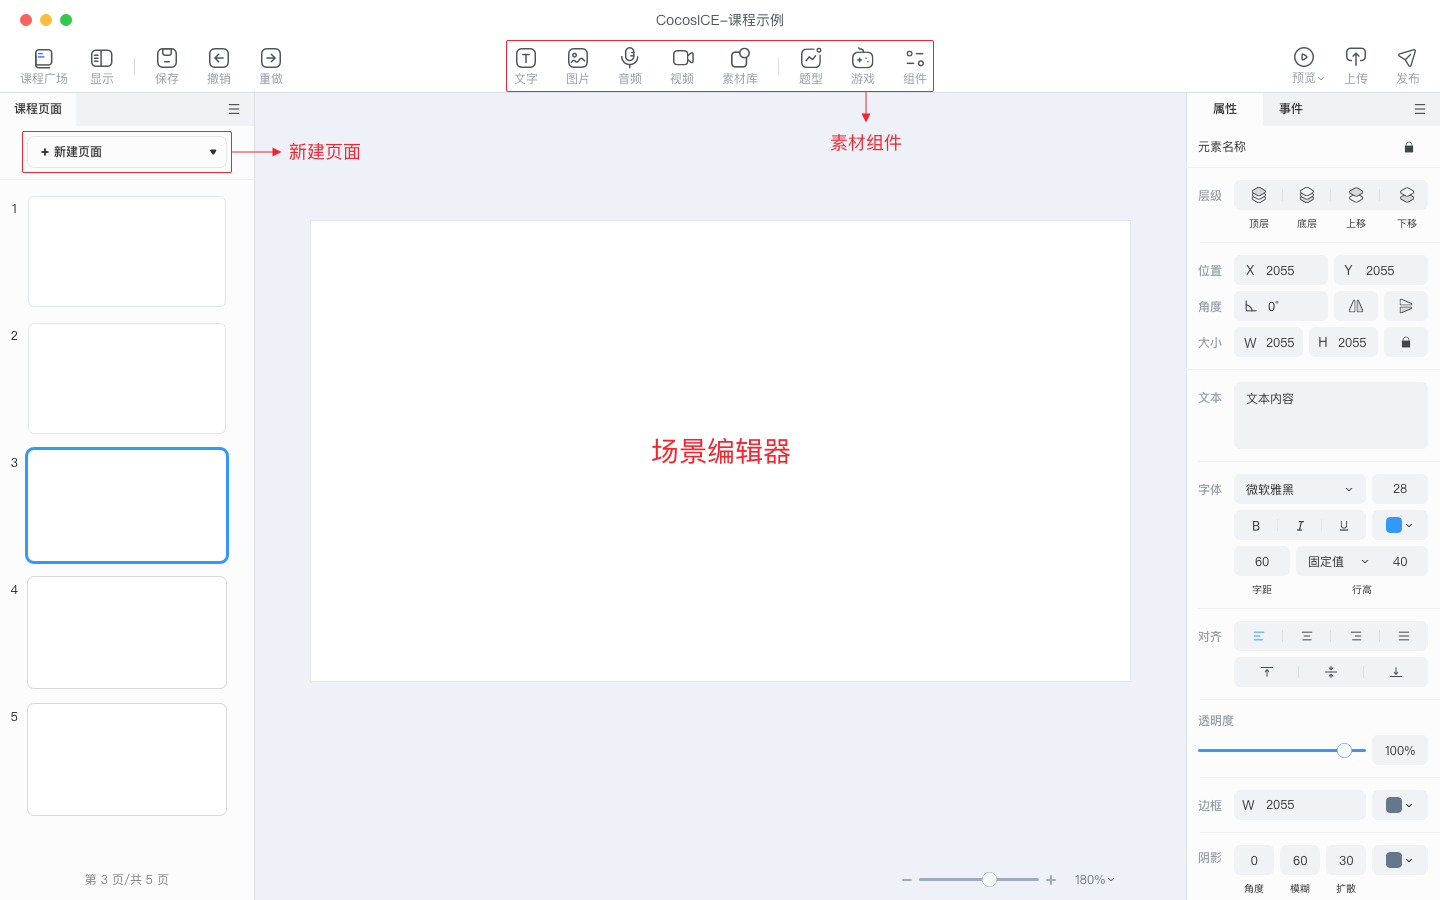 CocosICE-课程示例
课程广场 显示 保存 撤销 重做 文字 图片 音频 视频 素材库 题型 游戏 组件 预览 上传 发布
课程页面
属性 事件
+ 新建页面
新建页面
素材组件
元素名称
1
2
3
4
5
第 3 页/共 5 页
场景编辑器
180%
层级
顶层 底层 上移 下移
位置 X 2055 Y 2055
角度 0°
大小 W 2055 H 2055
文本 文本内容
字体 微软雅黑 28
B I U
60 固定值 40
字距 行高
对齐
透明度
100%
边框 W 2055
阴影 0 60 30
角度 模糊 扩散